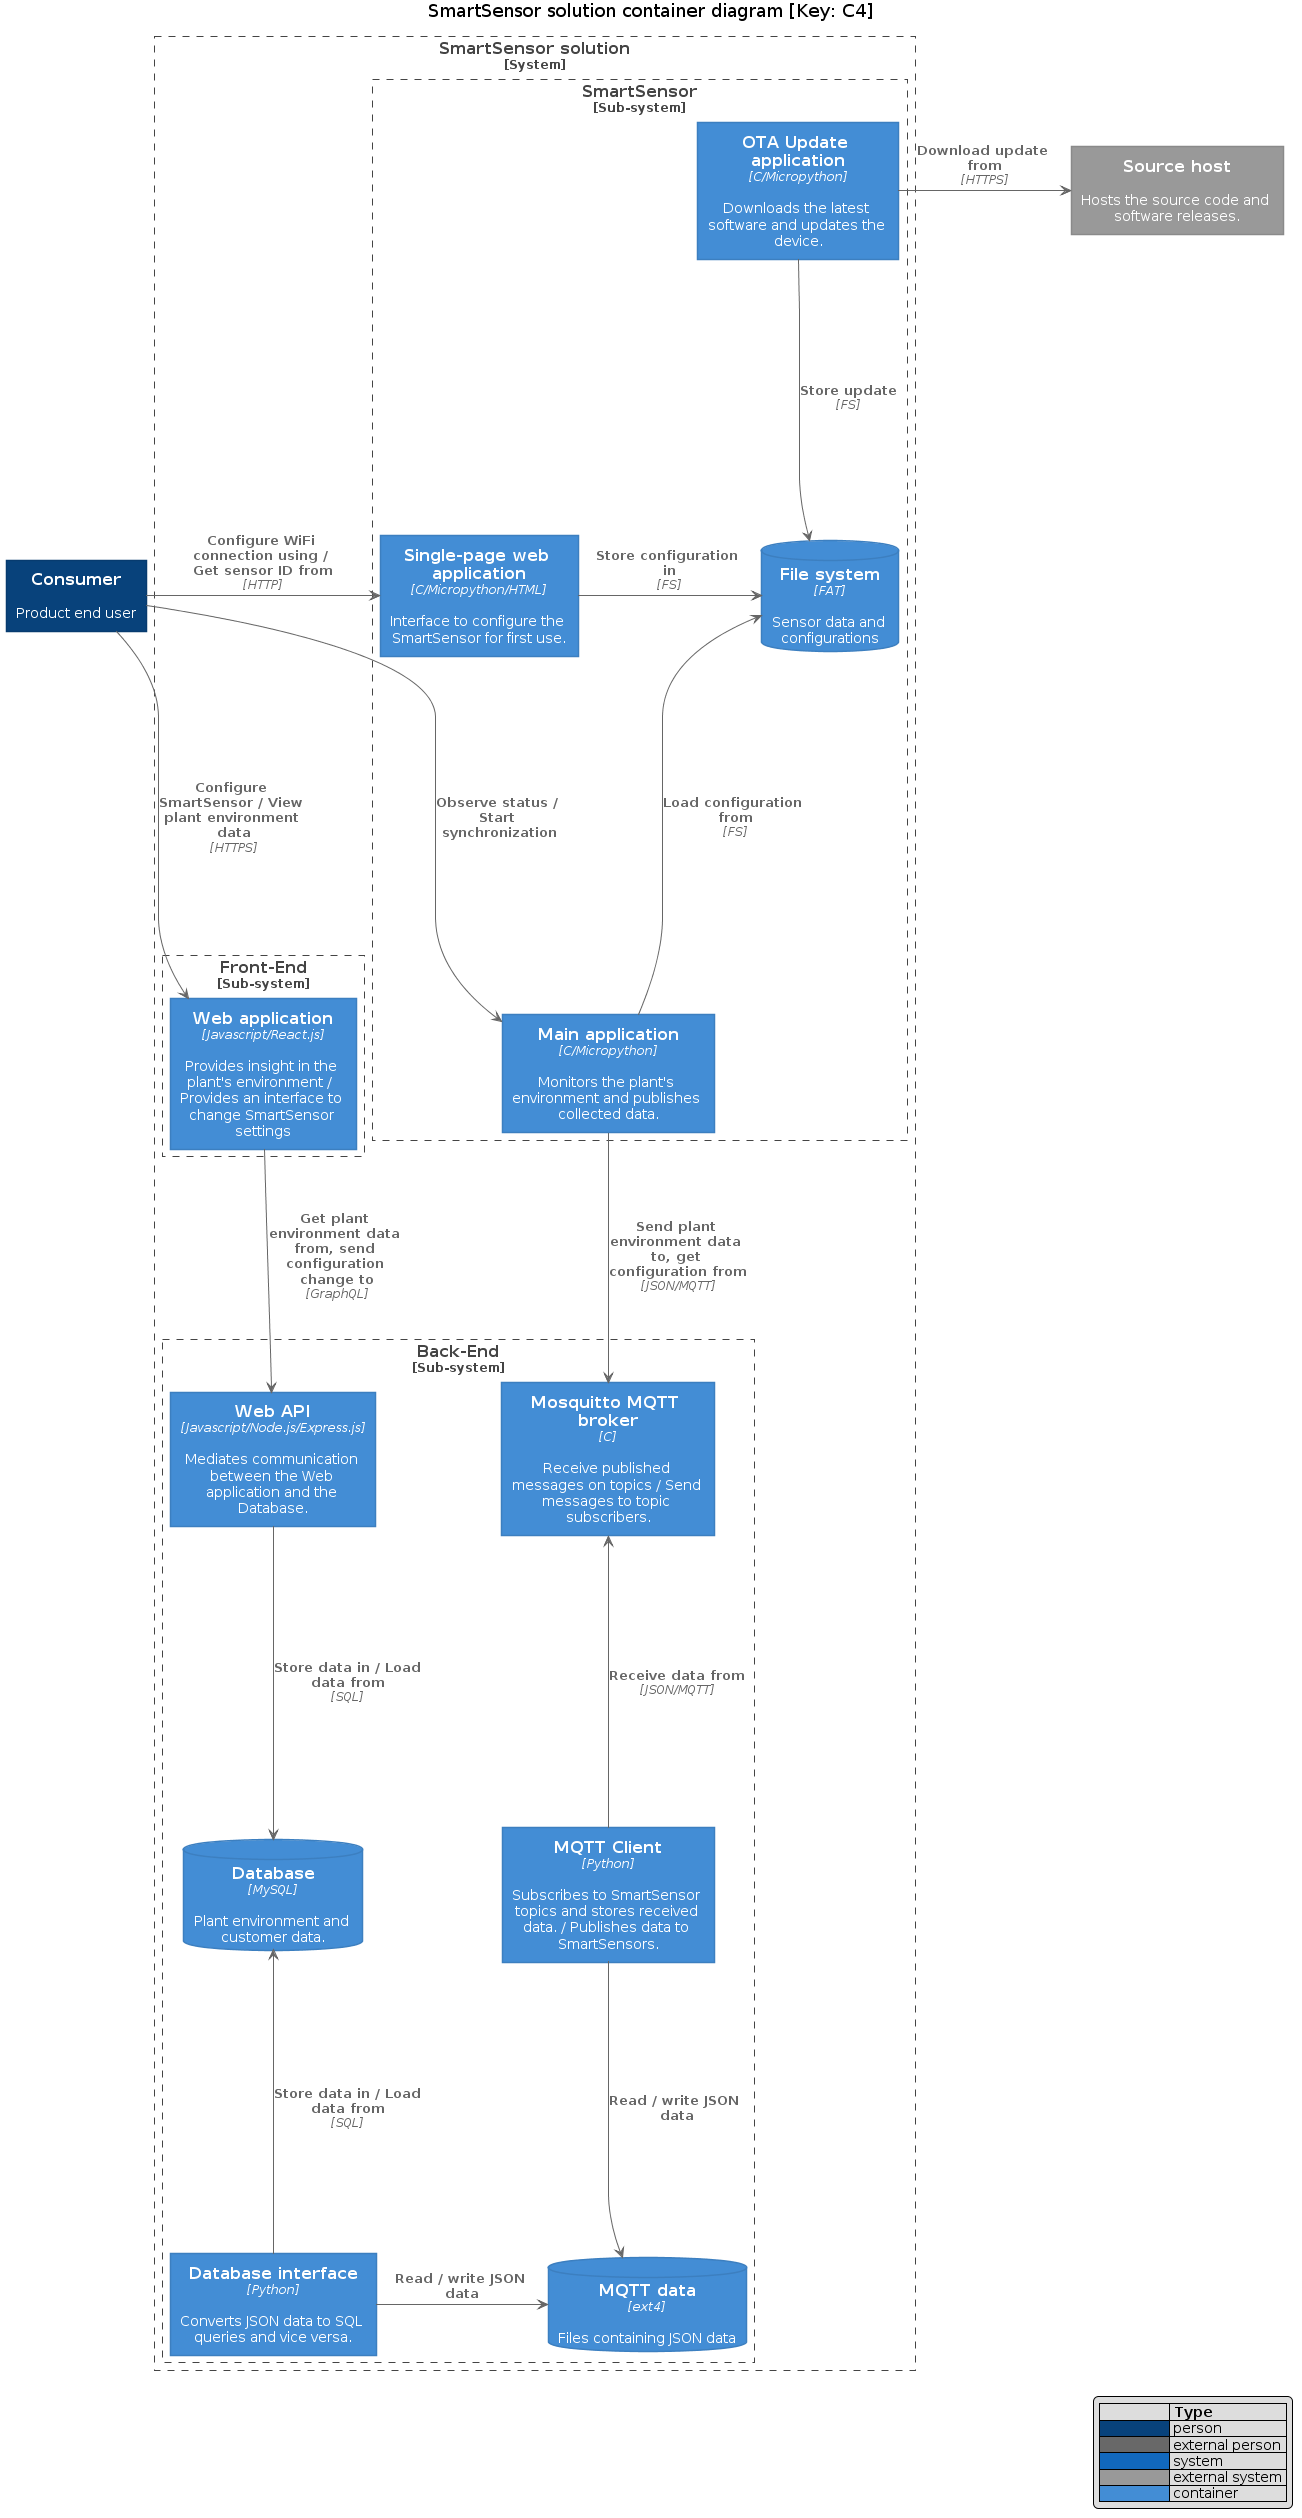 SmartSensor solution container diagram [Key: C4]
SmartSensor solution
[System]
SmartSensor
[Sub-system]
OTA Update
application
[C/Micropython]
Downloads the latest
software and updates the
device.
Download update
from
[HTTPS]
Source host
Hosts the source code and
software releases.
Store update
[FS]
Consumer
Product end user
Configure WiFi
connection using /
Get sensor ID from
[HTTP]
Single-page web
application
[C/Micropython/HTML]
Interface to configure the
SmartSensor for first use.
Store configuration
in
[FS]
File system
[FAT]
Sensor data and
configurations
Configure
SmartSensor / View
plant environment
data
[HTTPS]
Observe status /
Start
synchronization
Load configuration
from
[FS]
Front-End
[Sub-system]
Web application
[Javascript/React.js]
Provides insight in the
plant's environment /
Provides an interface to
change SmartSensor
settings
Main application
[C/Micropython]
Monitors the plant's
environment and publishes
collected data.
Get plant
environment data
from, send
configuration
change to
[GraphQL]
Send plant
environment data
to, get
configuration from
[JSON/MQTT]
Back-End
[Sub-system]
Web API
[Javascript/Node.js/Express.js]
Mediates communication
between the Web
application and the
Database.
Mosquitto MQTT
broker
[C]
Receive published
messages on topics / Send
messages to topic
subscribers.
Store data in / Load
data from
[SQL]
Receive data from
[JSON/MQTT]
Database
[MySQL]
Plant environment and
customer data.
MQTT Client
[Python]
Subscribes to SmartSensor
topics and stores received
data. / Publishes data to
SmartSensors.
Store data in / Load
data from
[SQL]
Read / write JSON
data
Database interface
[Python]
Converts JSON data to SQL
queries and vice versa.
Read / write JSON
data
MQTT data
[ext4]
Files containing JSON data
Type
person
external person
system
external system
container